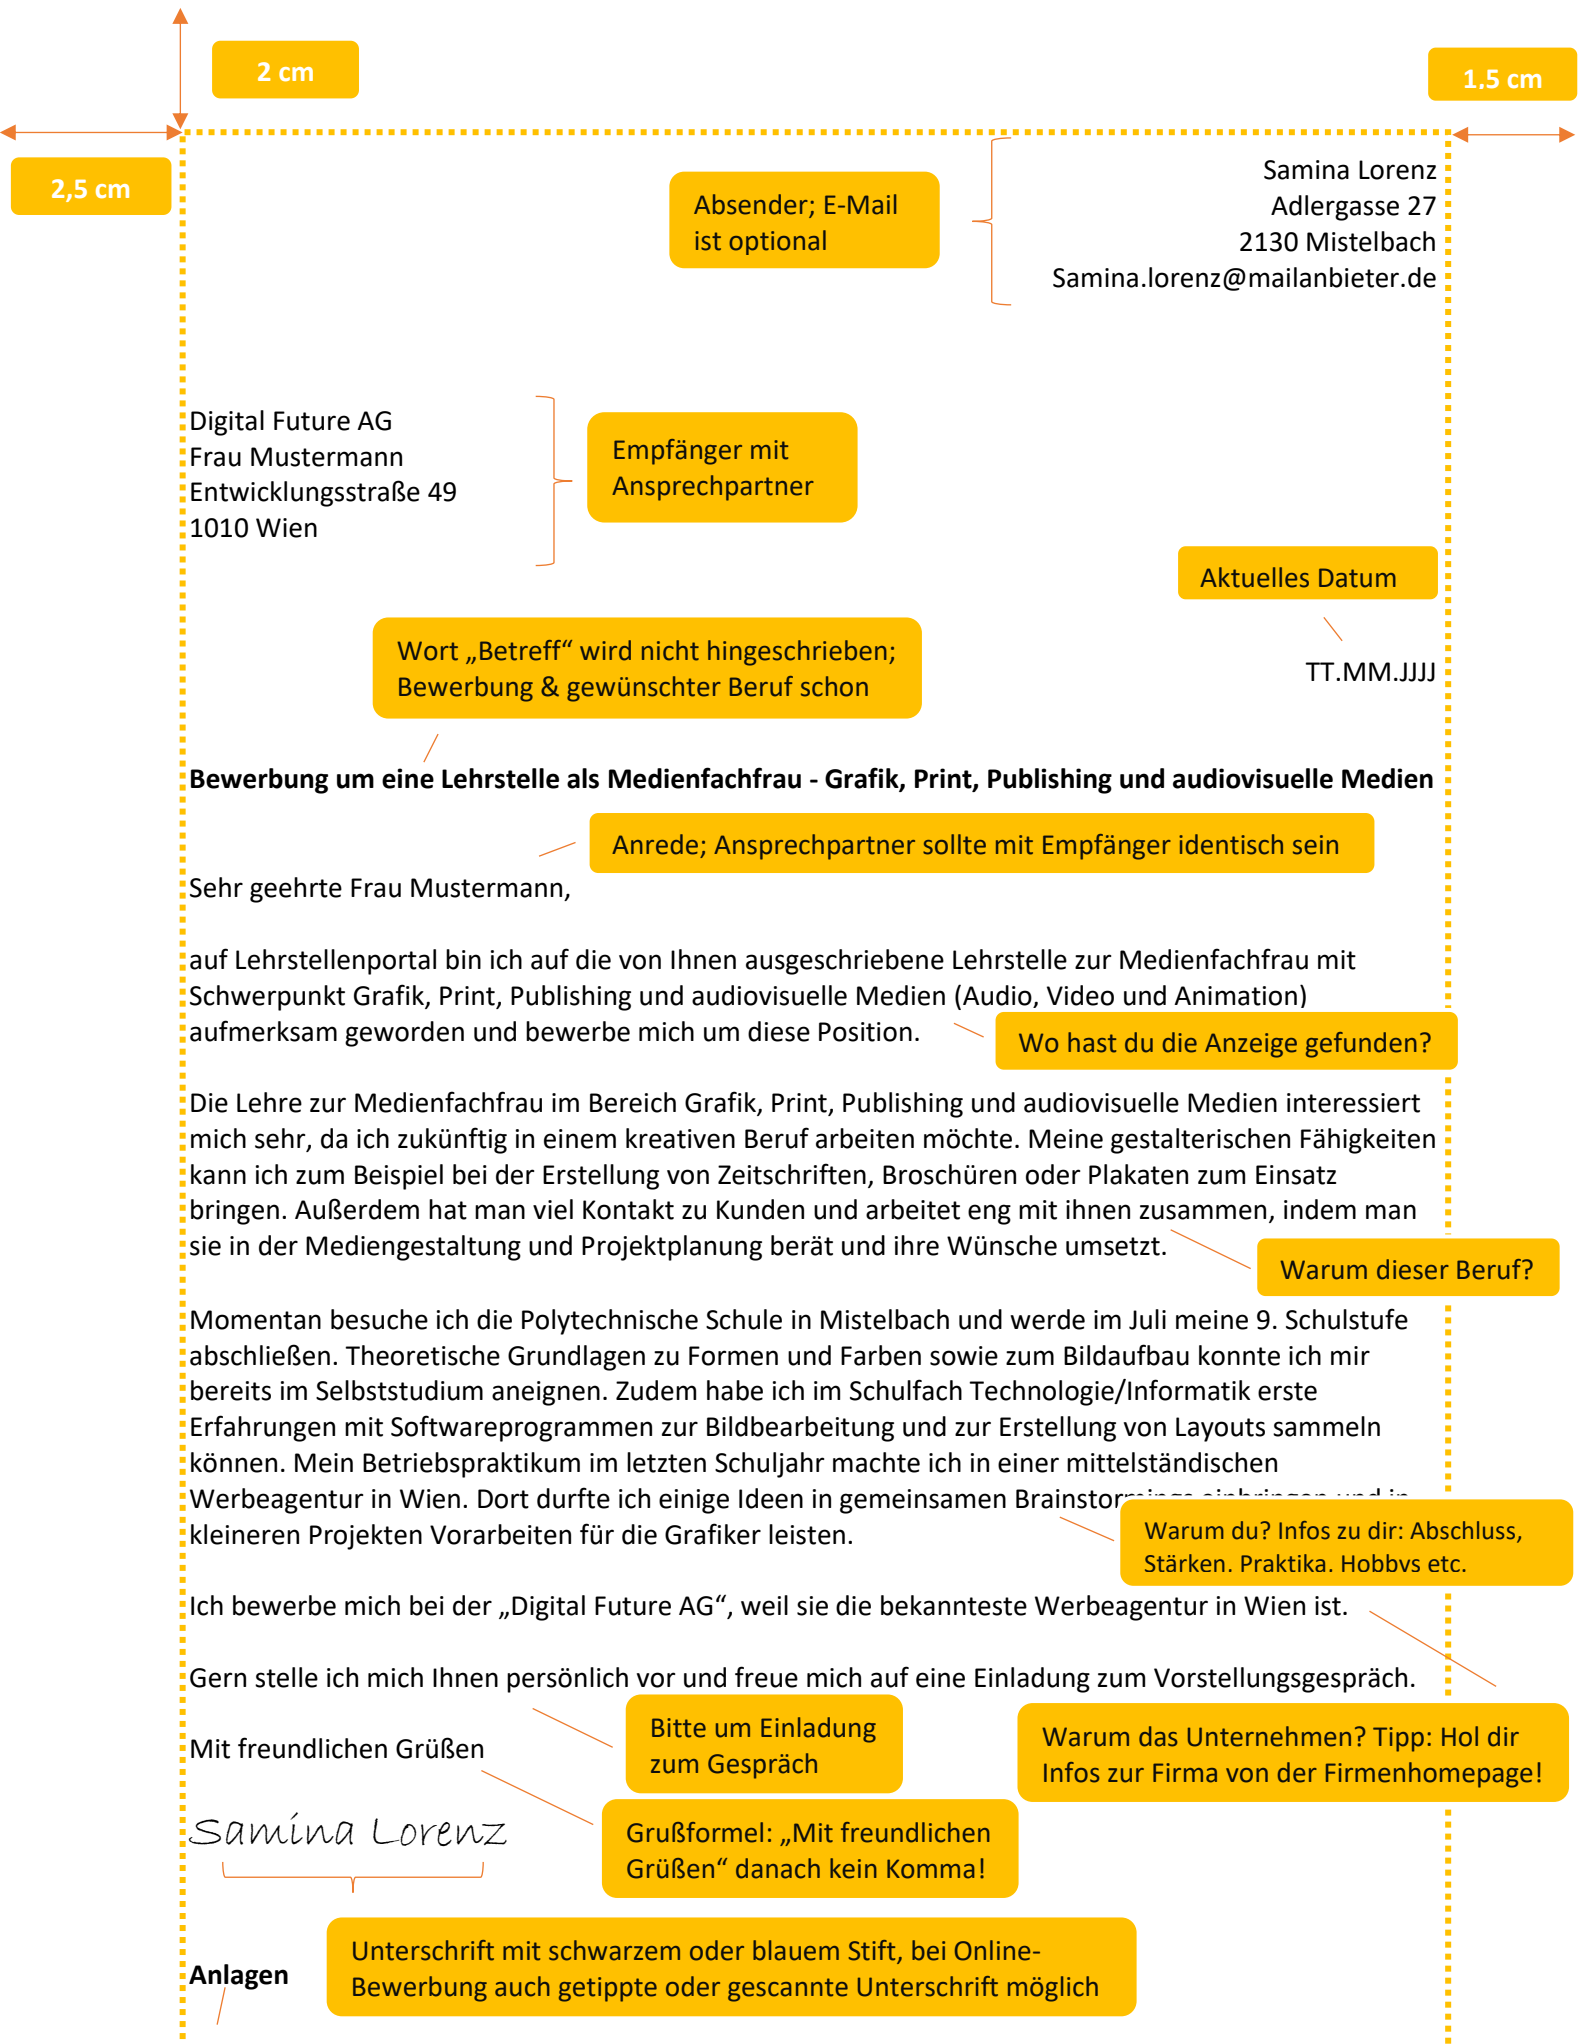 2 cm
1,5 cm
2,5 cm
Absender; E-Mail
ist optional
Samina Lorenz
Adlergasse 27
2130 Mistelbach
Samina.lorenz@mailanbieter.de
Digital Future AG
Frau Mustermann
Entwicklungsstraße 49
1010 Wien
Empfänger mit
Ansprechpartner
Aktuelles Datum
TT.MM.JJJJ
Wort „Betreff“ wird nicht hingeschrieben;
Bewerbung & gewünschter Beruf schon
Bewerbung um eine Lehrstelle als Medienfachfrau - Grafik, Print, Publishing und audiovisuelle Medien
Anrede; Ansprechpartner sollte mit Empfänger identisch sein
Sehr geehrte Frau Mustermann,
auf Lehrstellenportal bin ich auf die von Ihnen ausgeschriebene Lehrstelle zur Medienfachfrau mit
Schwerpunkt Grafik, Print, Publishing und audiovisuelle Medien (Audio, Video und Animation)
aufmerksam geworden und bewerbe mich um diese Position.
Wo hast du die Anzeige gefunden?
Die Lehre zur Medienfachfrau im Bereich Grafik, Print, Publishing und audiovisuelle Medien interessiert
mich sehr, da ich zukünftig in einem kreativen Beruf arbeiten möchte. Meine gestalterischen Fähigkeiten
kann ich zum Beispiel bei der Erstellung von Zeitschriften, Broschüren oder Plakaten zum Einsatz
bringen. Außerdem hat man viel Kontakt zu Kunden und arbeitet eng mit ihnen zusammen, indem man
sie in der Mediengestaltung und Projektplanung berät und ihre Wünsche umsetzt.
Warum dieser Beruf?
Momentan besuche ich die Polytechnische Schule in Mistelbach und werde im Juli meine 9. Schulstufe
abschließen. Theoretische Grundlagen zu Formen und Farben sowie zum Bildaufbau konnte ich mir
bereits im Selbststudium aneignen. Zudem habe ich im Schulfach Technologie/Informatik erste
Erfahrungen mit Softwareprogrammen zur Bildbearbeitung und zur Erstellung von Layouts sammeln
können. Mein Betriebspraktikum im letzten Schuljahr machte ich in einer mittelständischen
Werbeagentur in Wien. Dort durfte ich einige Ideen in gemeinsamen Brainstormings einbringen und in
kleineren Projekten Vorarbeiten für die Grafiker leisten.
Warum du? Infos zu dir: Abschluss,
Stärken, Praktika, Hobbys etc.
Ich bewerbe mich bei der „Digital Future AG“, weil sie die bekannteste Werbeagentur in Wien ist.
Gern stelle ich mich Ihnen persönlich vor und freue mich auf eine Einladung zum Vorstellungsgespräch.
Bitte um Einladung
zum Gespräch
Warum das Unternehmen? Tipp: Hol dir
Infos zur Firma von der Firmenhomepage!
Mit freundlichen Grüßen
Samina Lorenz
Grußformel: „Mit freundlichen
Grüßen“ danach kein Komma!
Unterschrift mit schwarzem oder blauem Stift, bei Online-
Bewerbung auch getippte oder gescannte Unterschrift möglich
Anlagen